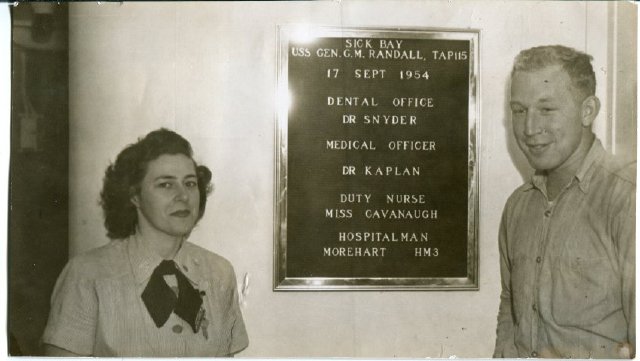 SICK BAY
USS GEN. G.M. RANDALL, TAP115
17 SEPT 1954
DENTAL OFFICE
DR SNYDER
MEDICAL OFFICER
DR KAPLAN
DUTY NURSE
MISS CAVANAUGH
HOSPITALMAN
MOREHART HM3